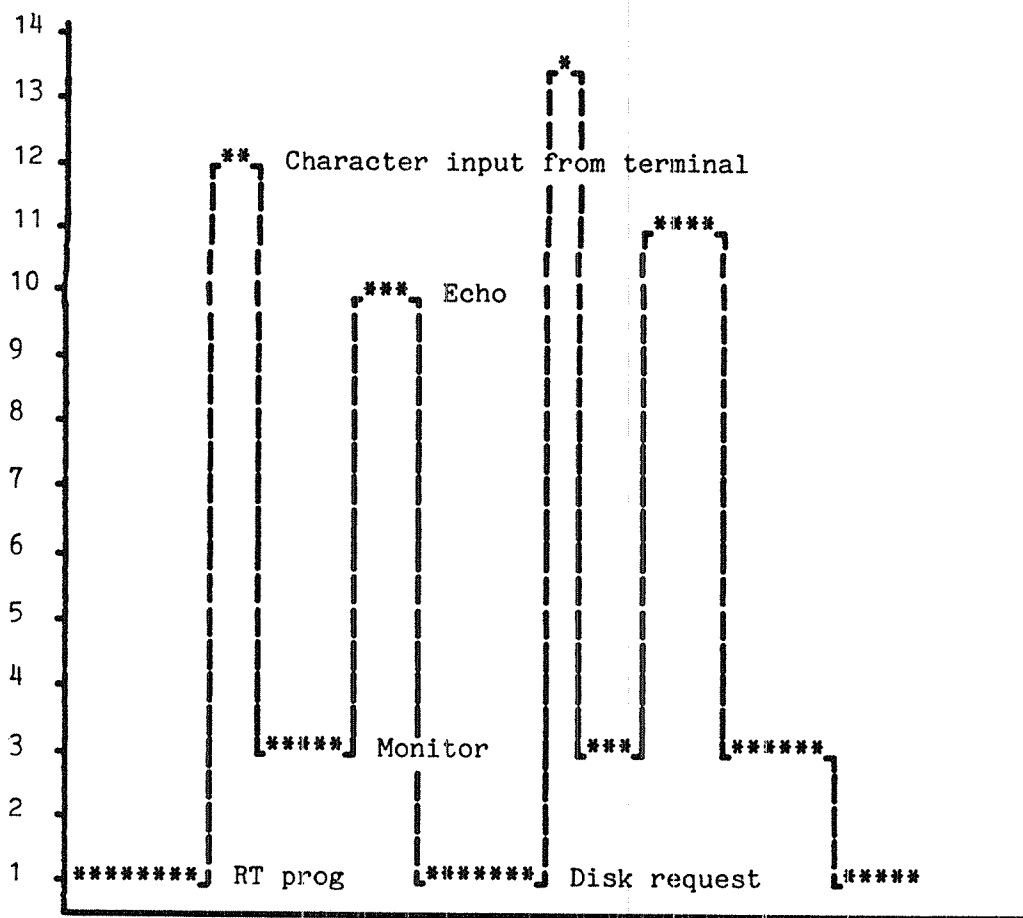 14
*
13
12 ** Character input from terminal
11 ****
10 *** Echo
9
8
7
6
5
4
3 ***** Monitor *** ******
2
1 ******** RT prog ******* Disk request *****